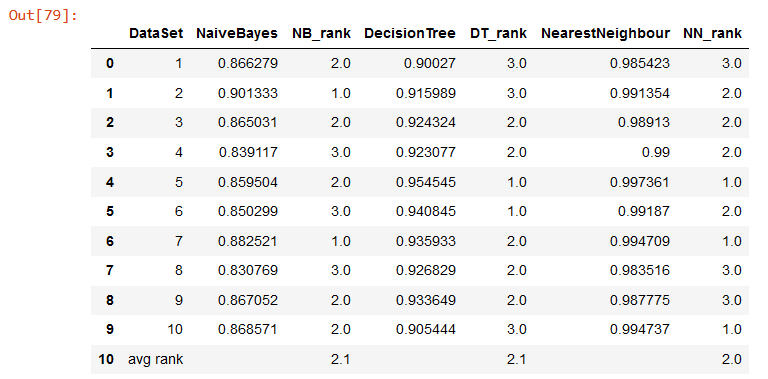 Out[79]:
DataSet NaiveBayes NB_rank DecisionTree DT_rank NearestNeighbour NN_rank
0 1 0.866279 2.0 0.90027 3.0 0.985423 3.0
1 2 0.901333 1.0 0.915989 3.0 0.991354 2.0
2 3 0.865031 2.0 0.924324 2.0 0.98913 2.0
3 4 0.839117 3.0 0.923077 2.0 0.99 2.0
4 5 0.859504 2.0 0.954545 1.0 0.997361 1.0
5 6 0.850299 3.0 0.940845 1.0 0.99187 2.0
6 7 0.882521 1.0 0.935933 2.0 0.994709 1.0
7 8 0.830769 3.0 0.926829 2.0 0.983516 3.0
8 9 0.867052 2.0 0.933649 2.0 0.987775 3.0
9 10 0.868571 2.0 0.905444 3.0 0.994737 1.0
10 avg rank 2.1 2.1 2.0